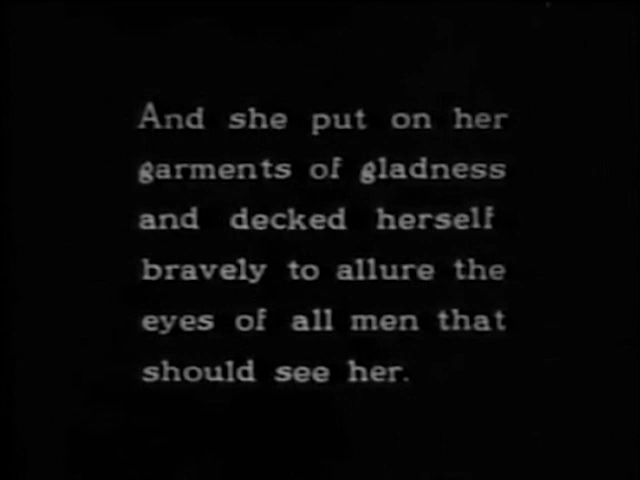 And she put on her
garments of gladness
and decked herself
bravely to allure the
eyes of all men that
should see her.